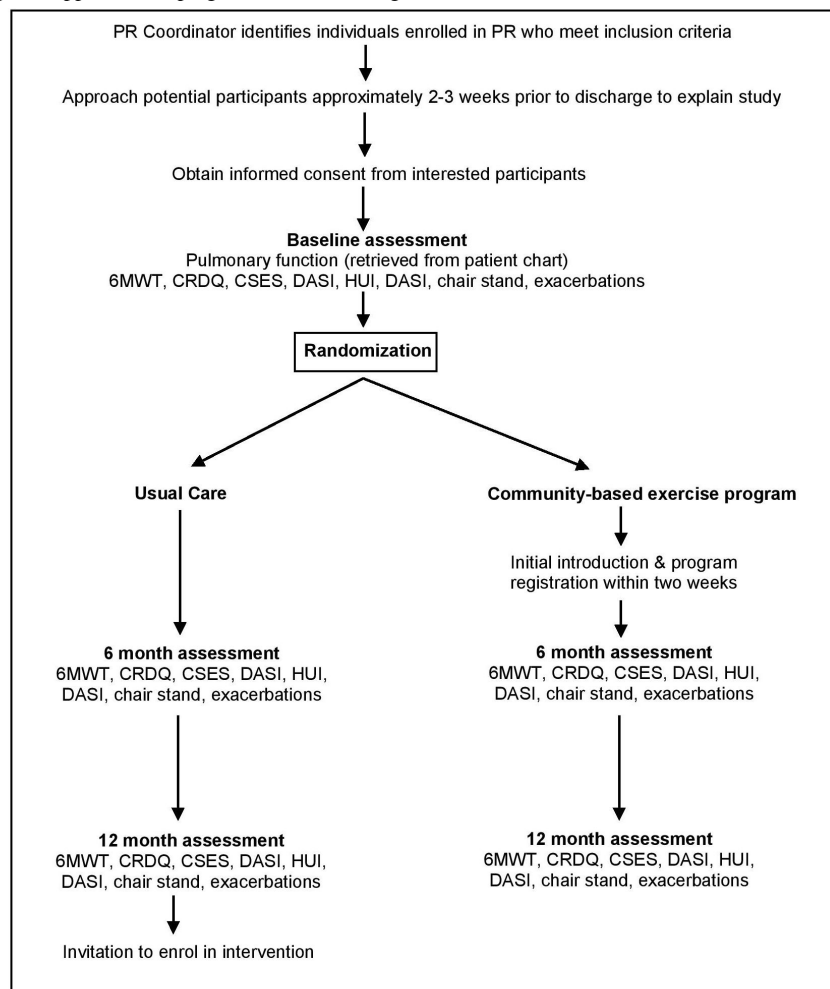 PR Coordinator identifies individuals enrolled in PR who meet inclusion criteria
Approach potential participants approximately 2-3 weeks prior to discharge to explain study
Obtain informed consent from interested participants
Baseline assessment
Pulmonary function (retrieved from patient chart)
6MWT, CRDQ, CSES, DASI, HUI, DASI, chair stand, exacerbations
Randomization
Usual Care
Community-based exercise program
Initial introduction & program
registration within two weeks
6 month assessment
6MWT, CRDQ, CSES, DASI, HUI,
DASI, chair stand, exacerbations
6 month assessment
6MWT, CRDQ, CSES, DASI, HUI,
DASI, chair stand, exacerbations
12 month assessment
6MWT, CRDQ, CSES, DASI, HUI,
DASI, chair stand, exacerbations
12 month assessment
6MWT, CRDQ, CSES, DASI, HUI,
DASI, chair stand, exacerbations
Invitation to enrol in intervention